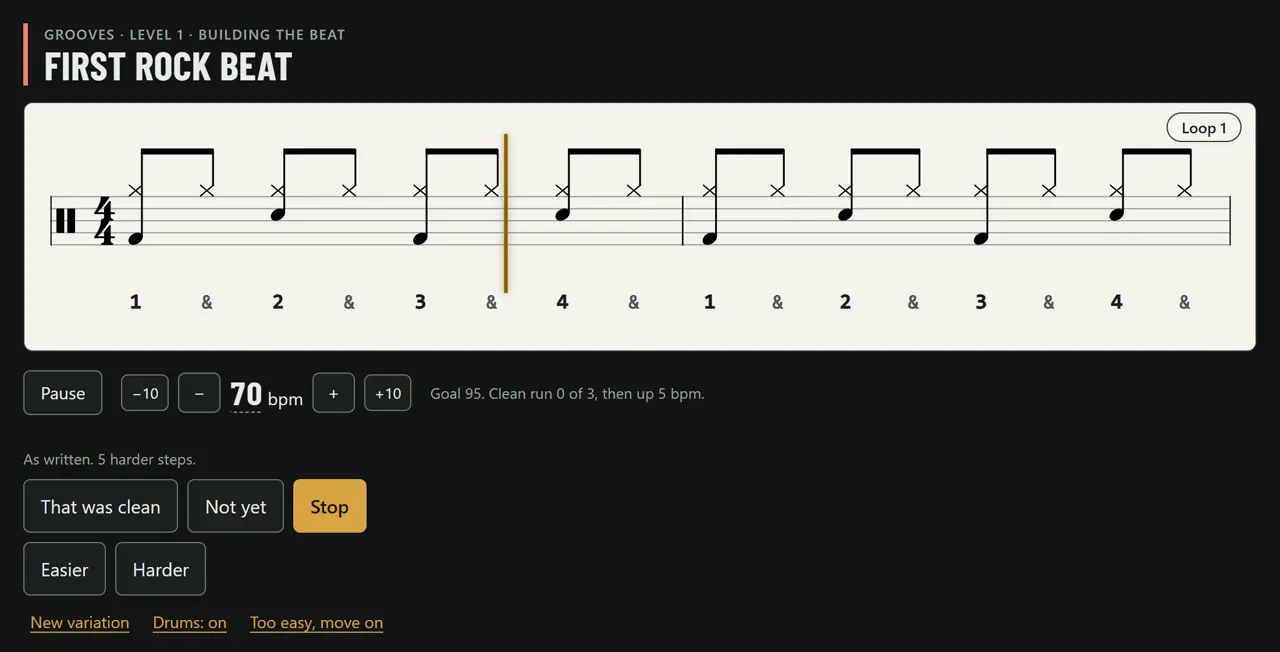 GROOVES · LEVEL 1 · BUILDING THE BEAT
FIRST ROCK BEAT
Loop 1
4
4
1 & 2 & 3 & 4 & 1 & 2 & 3 & 4 &
Pause −10 − 70 bpm + +10 Goal 95. Clean run 0 of 3, then up 5 bpm.
As written. 5 harder steps.
That was clean Not yet Stop
Easier Harder
New variation Drums: on Too easy, move on